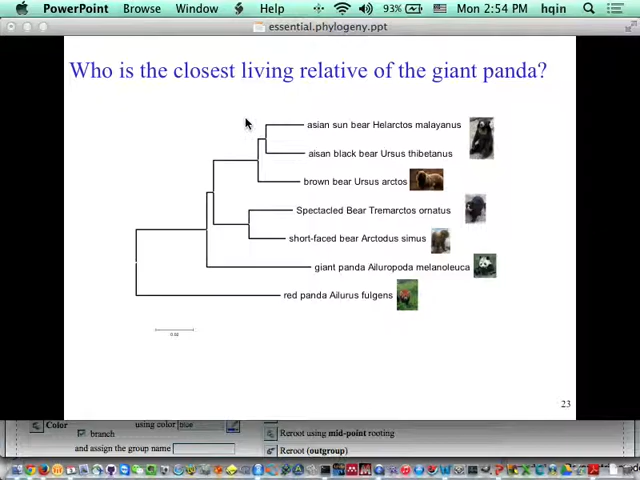 PowerPoint Browse Window Help 93% Mon 2:54 PM hqin
essential.phylogeny.ppt
Who is the closest living relative of the giant panda?
asian sun bear Helarctos malayanus
aisan black bear Ursus thibetanus
brown bear Ursus arctos
Spectacled Bear Tremarctos ornatus
short-faced bear Arctodus simus
giant panda Ailuropoda melanoleuca
red panda Ailurus fulgens
0.02
23
Color using color blue
branch
and assign the group name
Reroot using mid-point rooting
Reroot (outgroup)